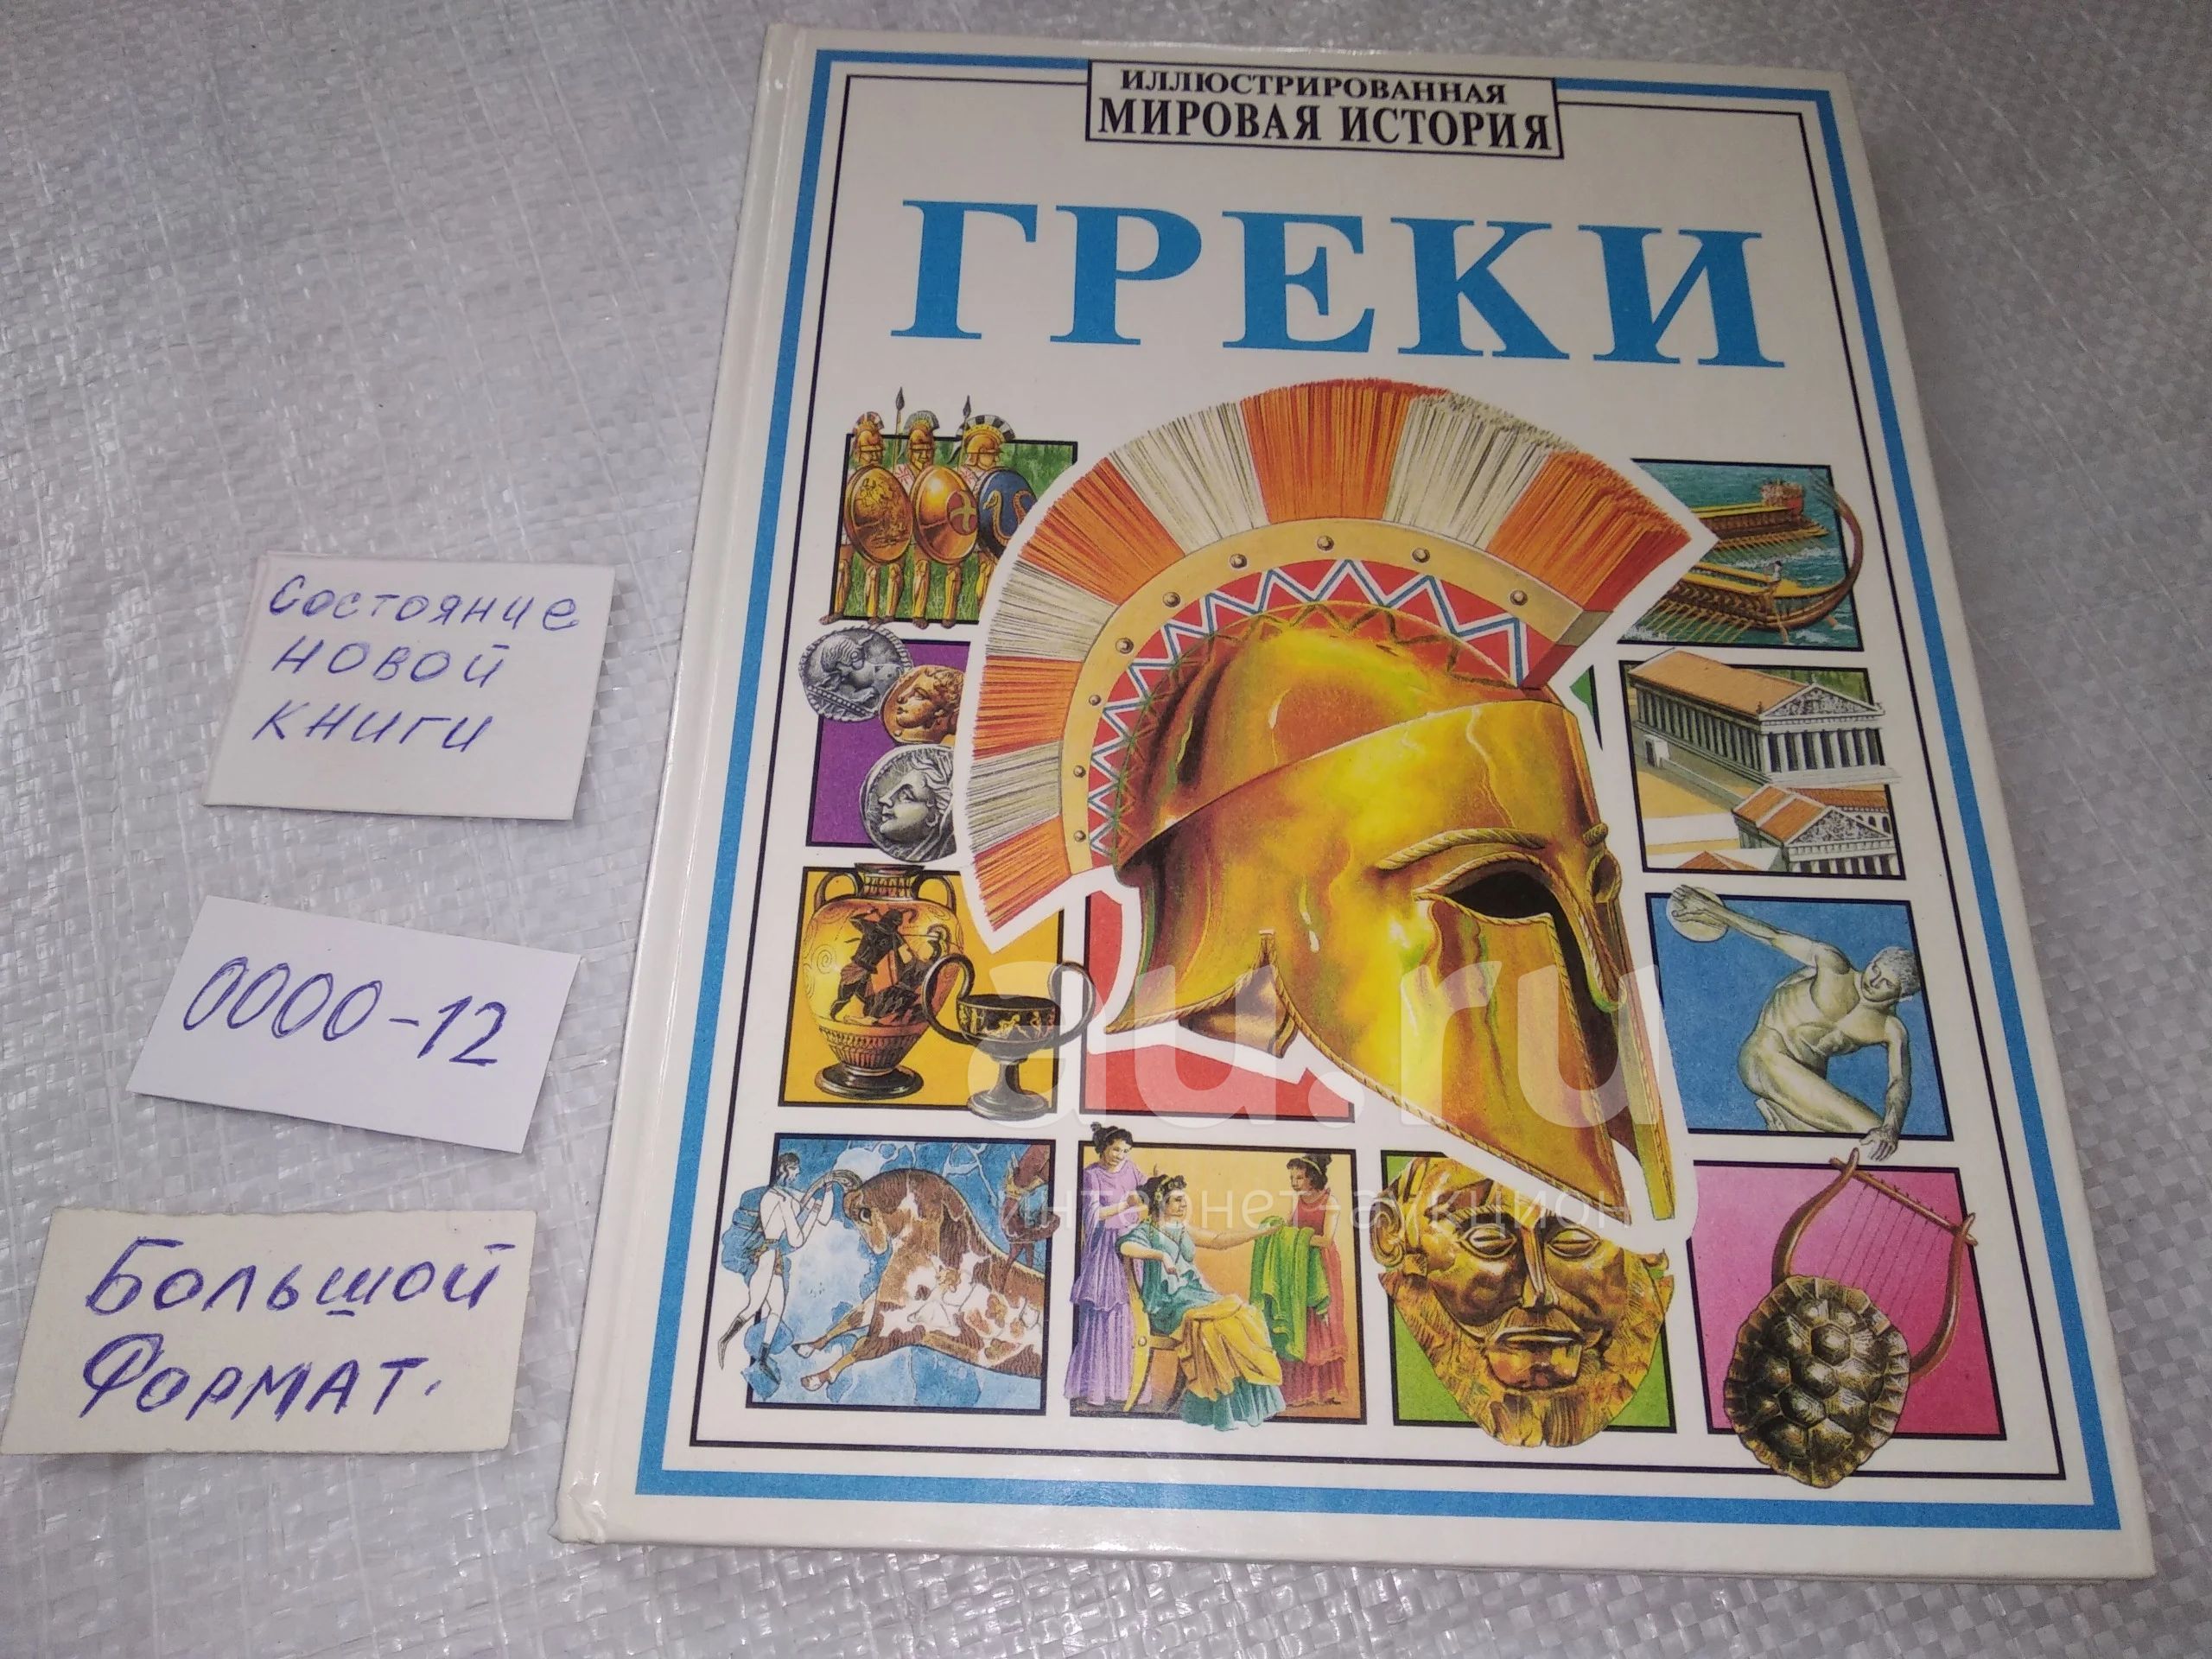 ИЛЛЮСТРИРОВАННАЯ
МИРОВАЯ ИСТОРИЯ
ГРЕКИ
Состояние
новой
книги
0000-12
Большой
Формат.
au.ru
интернет-аукцион